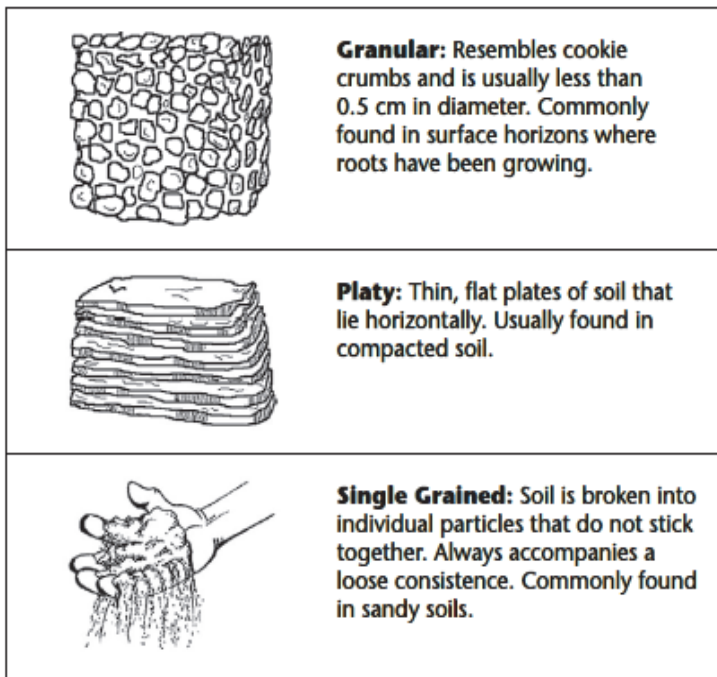 Granular: Resembles cookie
crumbs and is usually less than
0.5 cm in diameter. Commonly
found in surface horizons where
roots have been growing.
Platy: Thin, flat plates of soil that
lie horizontally. Usually found in
compacted soil.
Single Grained: Soil is broken into
individual particles that do not stick
together. Always accompanies a
loose consistence. Commonly found
in sandy soils.